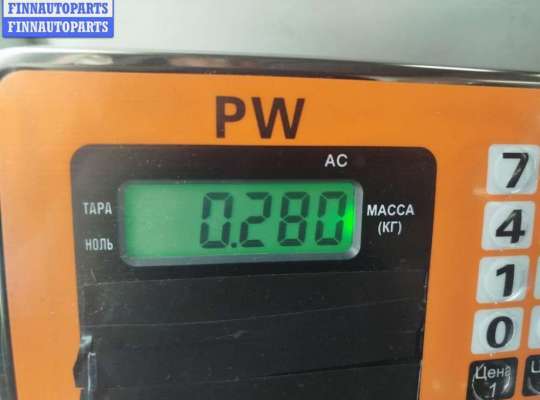 FINNAUTOPARTS
FINNAUTOPARTS
PW
AC
ТАРА
НОЛЬ
0.280
МАССА
(КГ)
7
4
1
0
Цена
1